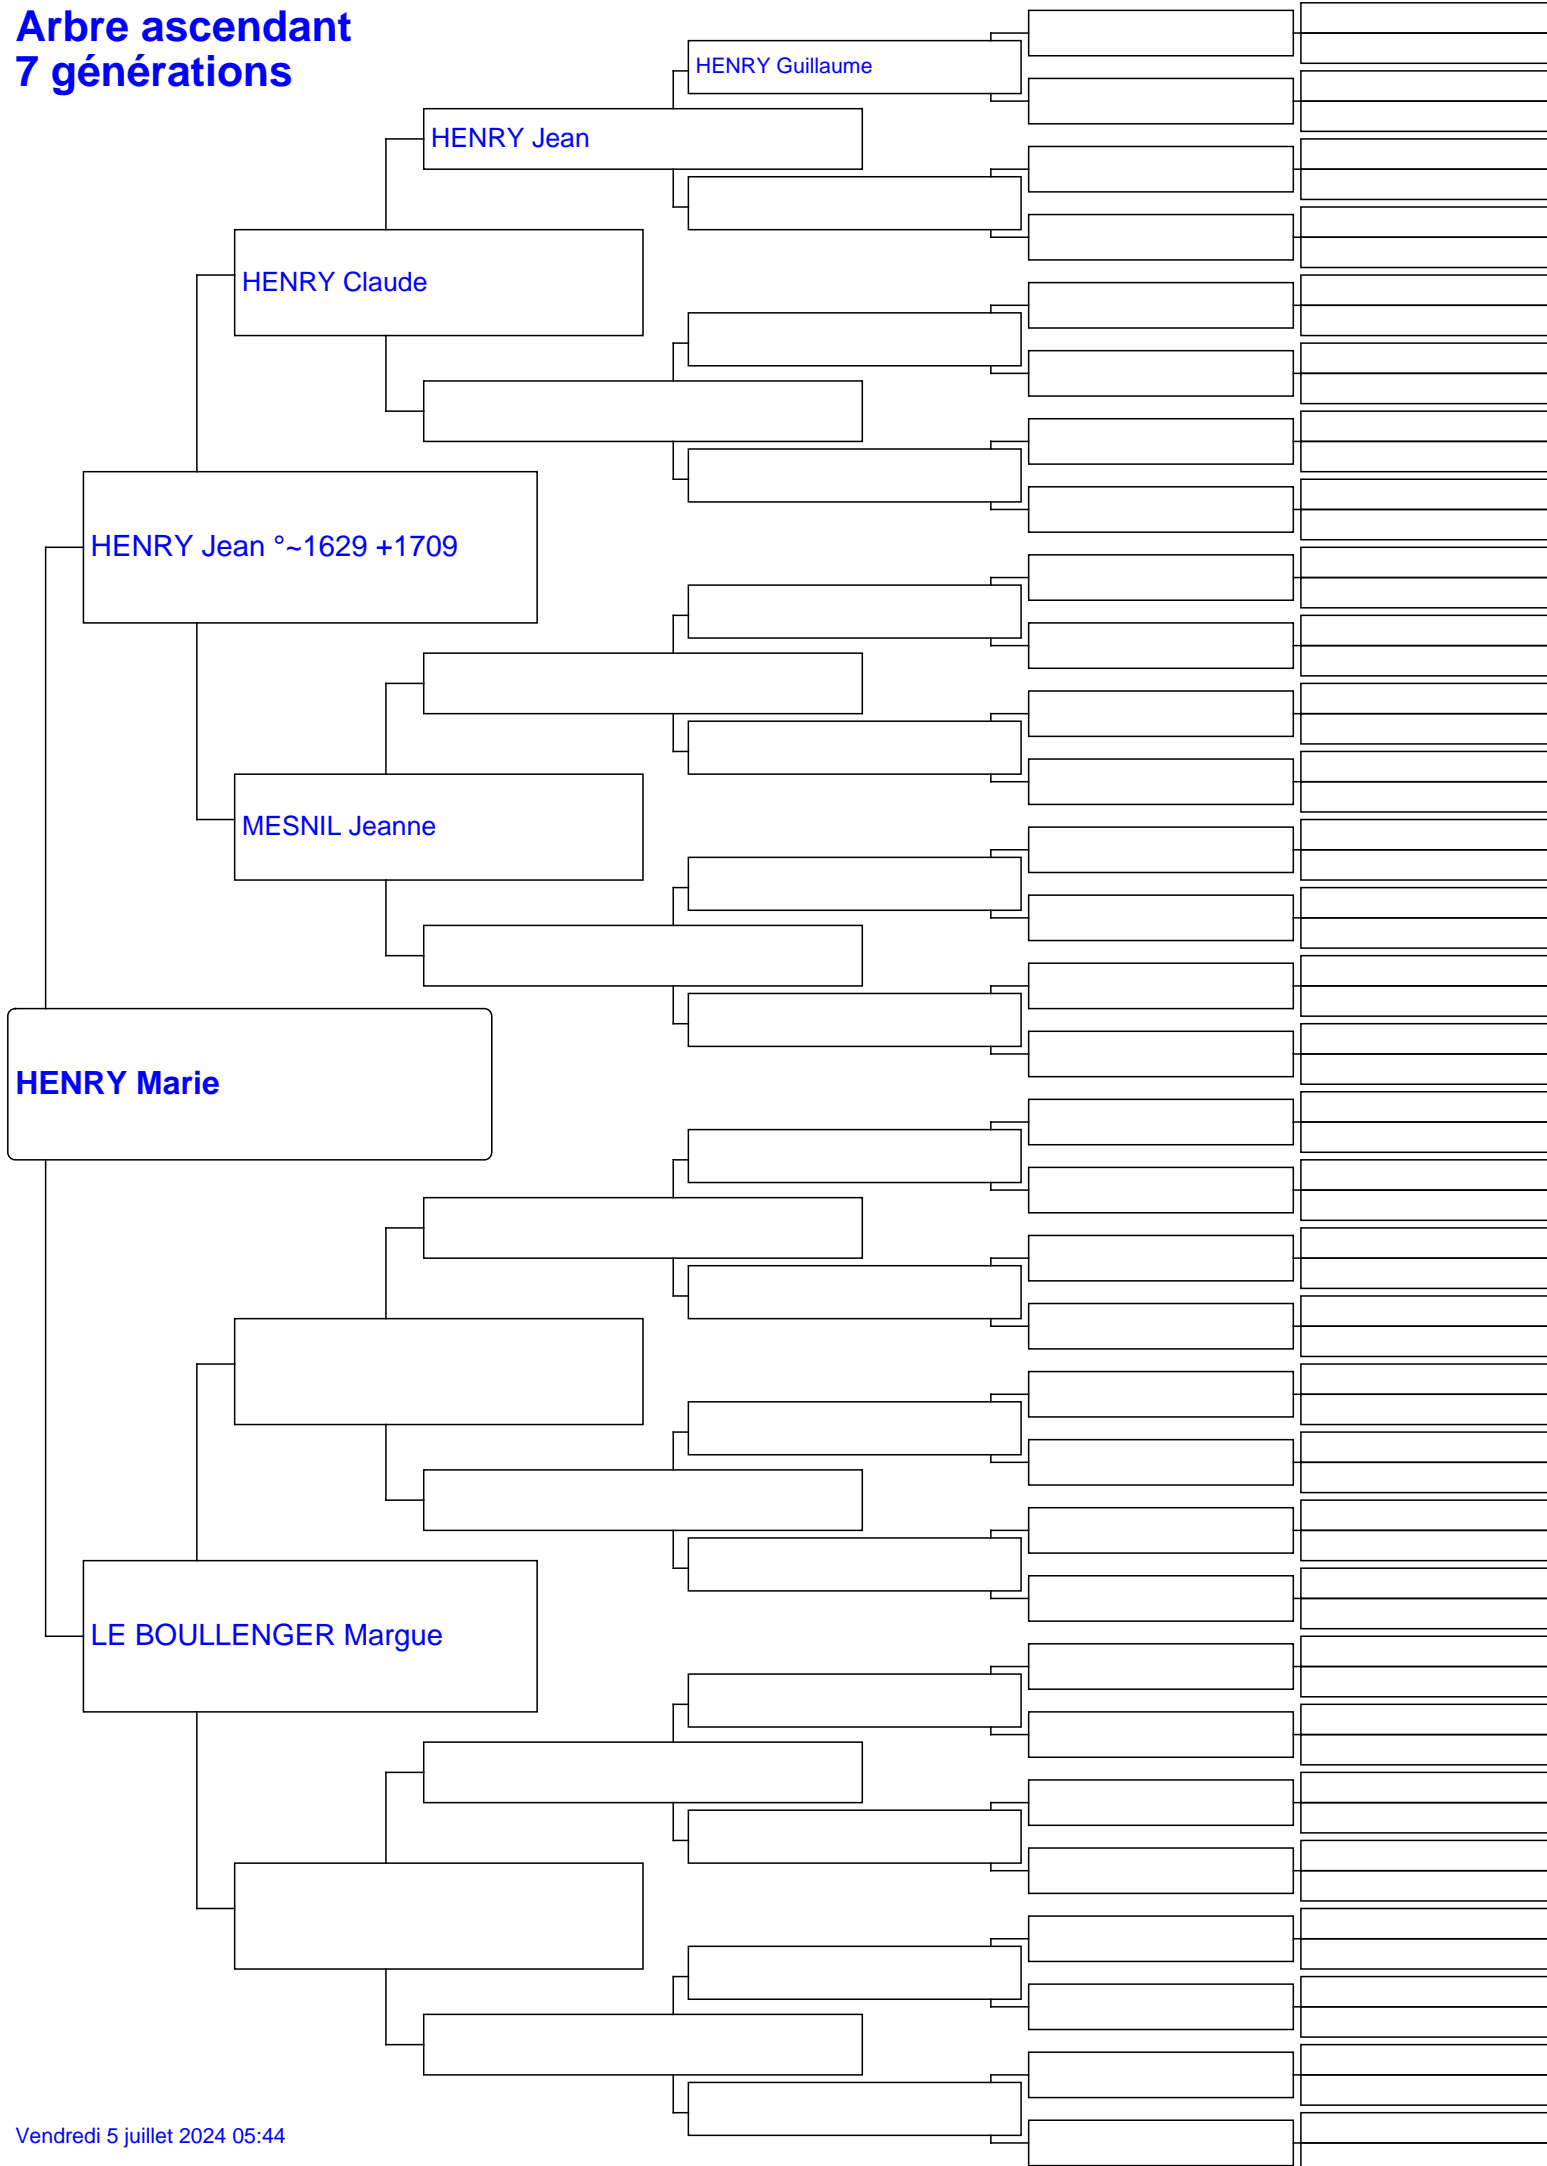 Arbre ascendant
7 générations
HENRY Guillaume
HENRY Jean
HENRY Claude
HENRY Jean °~1629 +1709
MESNIL Jeanne
HENRY Marie
LE BOULLENGER Margue
Vendredi 5 juillet 2024 05:44